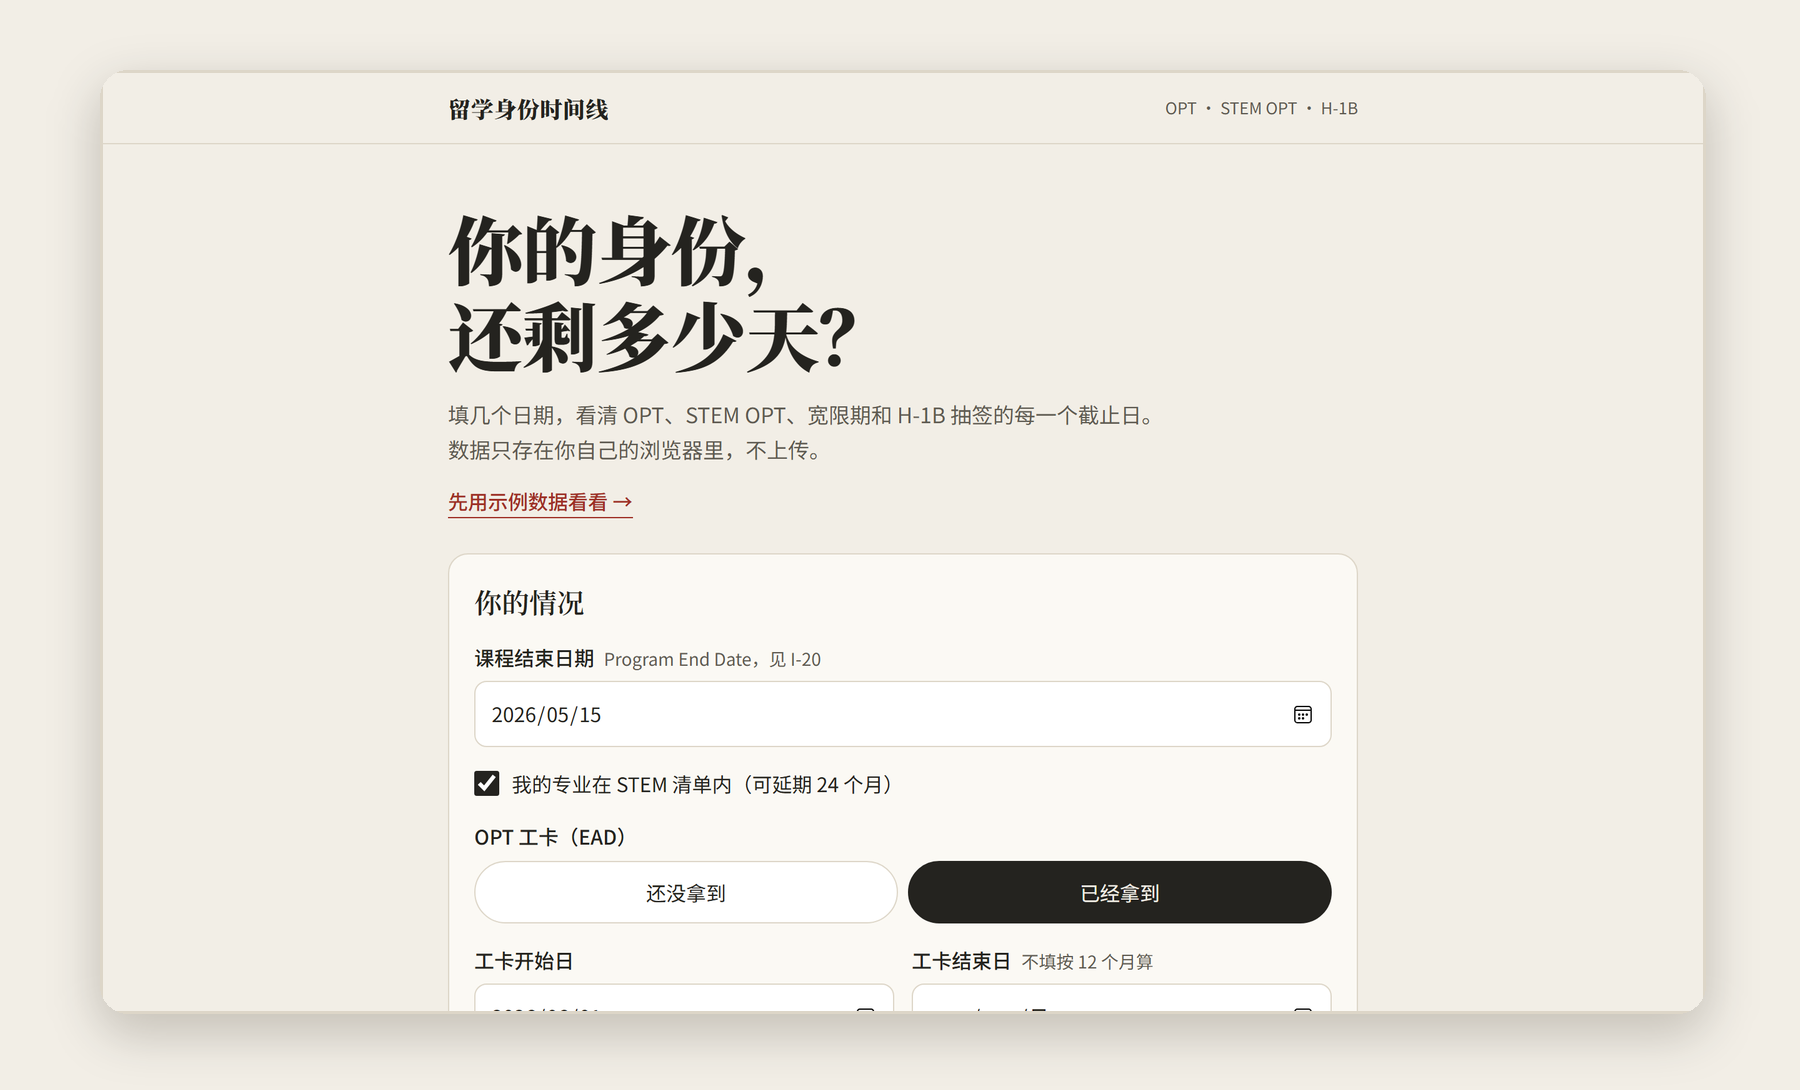 留学身份时间线
OPT · STEM OPT · H-1B
你的身份，
还剩多少天？
填几个日期，看清 OPT、STEM OPT、宽限期和 H-1B 抽签的每一个截止日。
数据只存在你自己的浏览器里，不上传。
先用示例数据看看 →
你的情况
课程结束日期 Program End Date，见 I-20
2026/05/15
我的专业在 STEM 清单内（可延期 24 个月）
OPT 工卡（EAD）
还没拿到
已经拿到
工卡开始日
工卡结束日 不填按 12 个月算